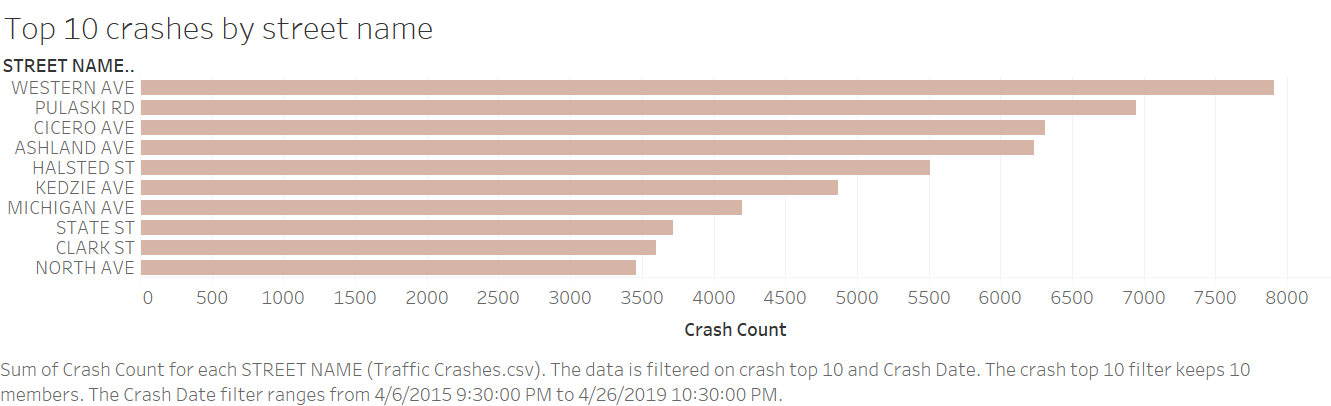 Top 10 crashes by street name
STREET NAME..
WESTERN AVE
PULASKI RD
CICERO AVE
ASHLAND AVE
HALSTED ST
KEDZIE AVE
MICHIGAN AVE
STATE ST
CLARK ST
NORTH AVE
0 500 1000 1500 2000 2500 3000 3500 4000 4500 5000 5500 6000 6500 7000 7500 8000
Crash Count
Sum of Crash Count for each STREET NAME (Traffic Crashes.csv). The data is filtered on crash top 10 and Crash Date. The crash top 10 filter keeps 10
members. The Crash Date filter ranges from 4/6/2015 9:30:00 PM to 4/26/2019 10:30:00 PM.